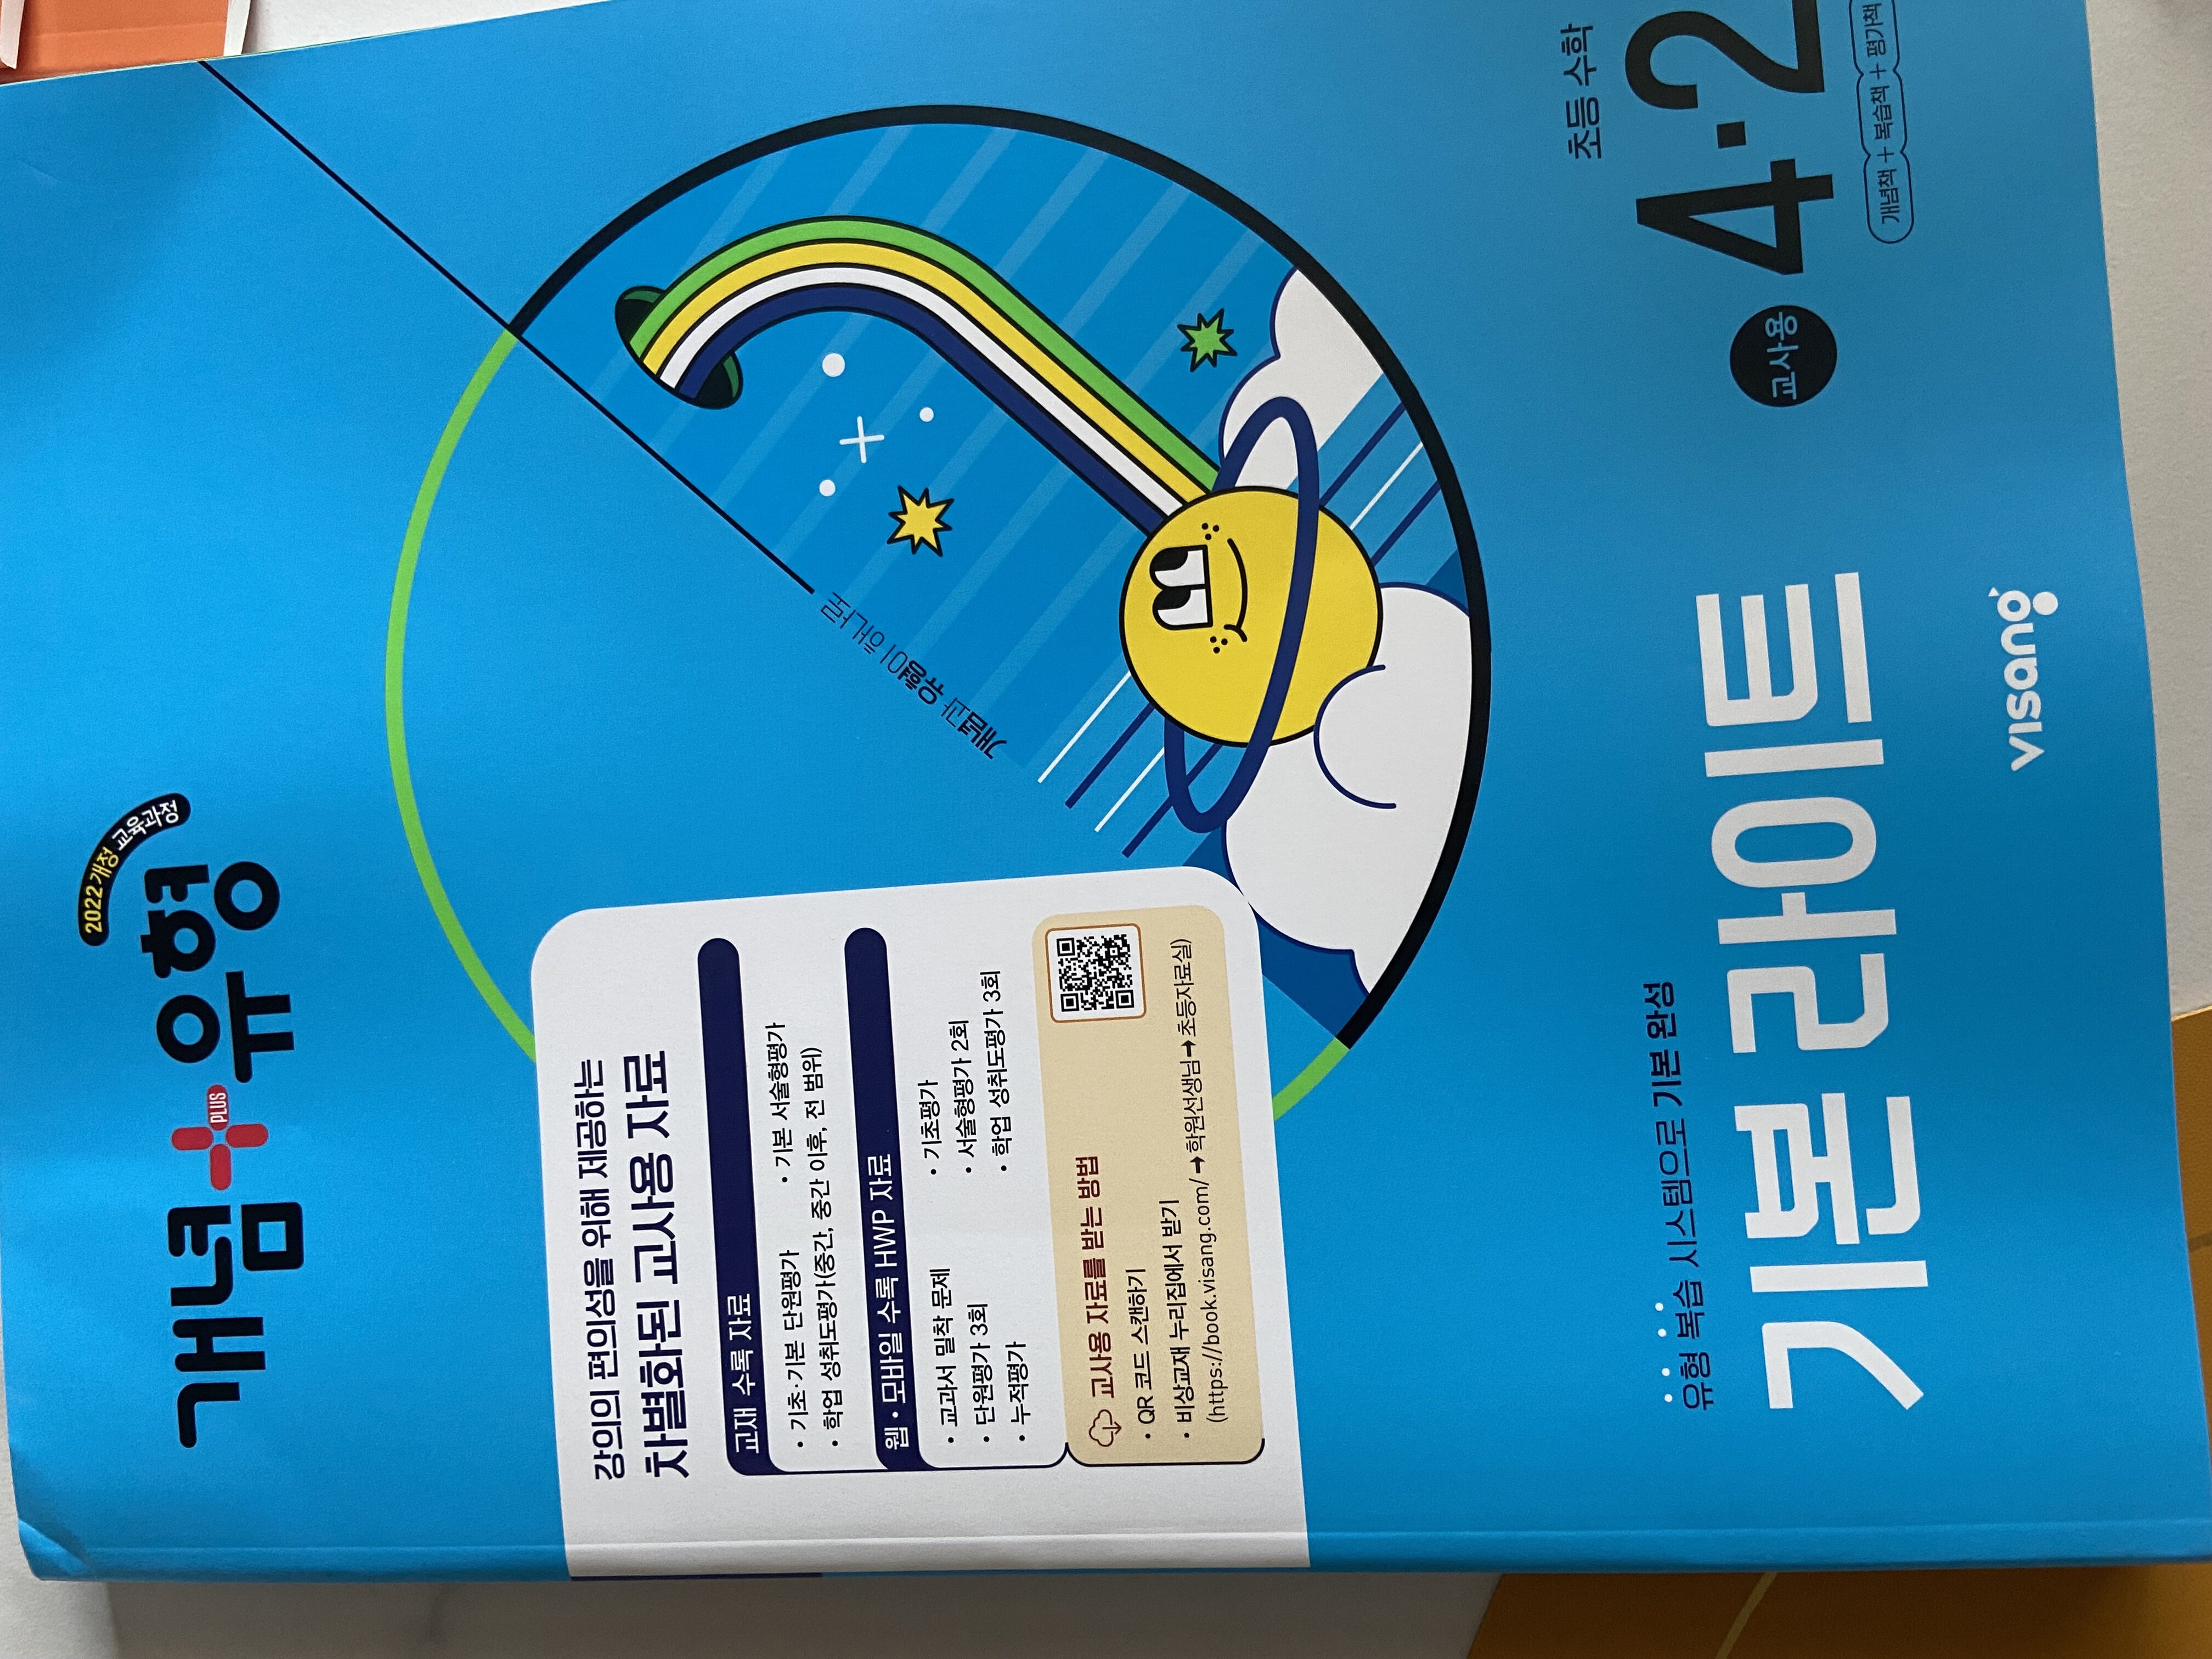 2022 개정 교육과정
개념+유형
PLUS
개념과 유형이 하나로
강의의 편의성을 위해 제공하는
차별화된 교사용 자료
교재 수록 자료
• 기초·기본 단원평가 • 기본 서술형평가
• 학업 성취도평가(중간, 중간 이후, 전 범위)
웹·모바일 수록 HWP 자료
• 교과서 밀착 문제 • 기초평가
• 단원평가 3회 • 서술형평가 2회
• 누적평가 • 학업 성취도평가 3회
교사용 자료를 받는 방법
• QR 코드 스캔하기
• 비상교재 누리집에서 받기
(https://book.visang.com/ → 학원선생님 → 초등자료실)
유형 복습 시스템으로 기본 완성
기본 라이트
교사용
초등 수학
4·2
개념책 + 복습책 + 평가책
visang